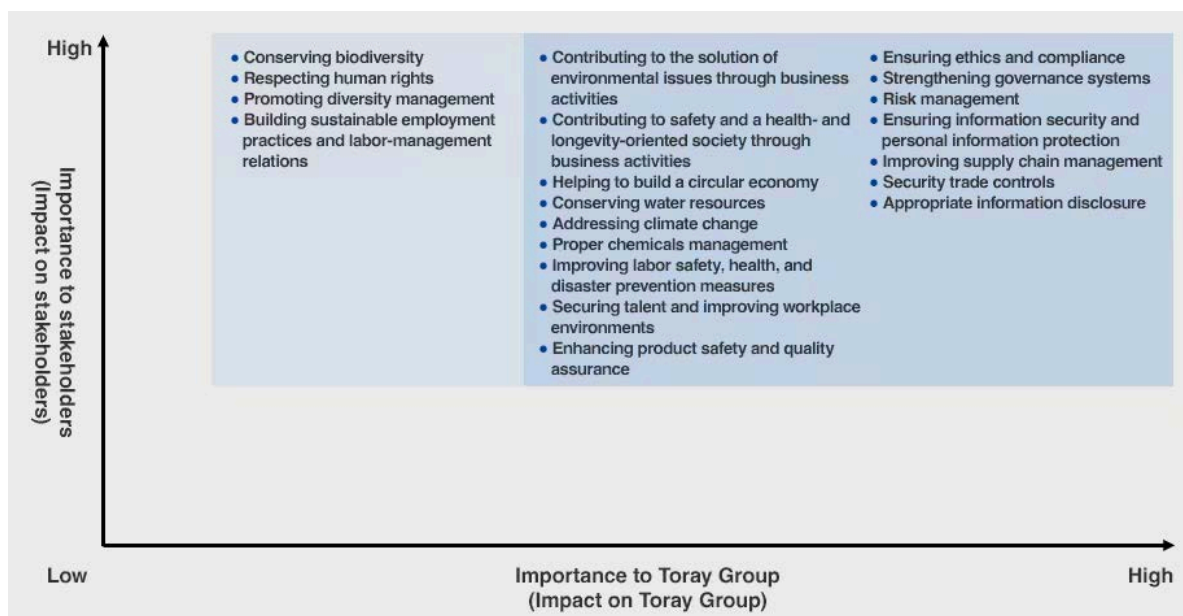 High
• Conserving biodiversity
• Respecting human rights
• Promoting diversity management
• Building sustainable employment
practices and labor-management
relations
• Contributing to the solution of
environmental issues through business
activities
• Contributing to safety and a health- and
longevity-oriented society through
business activities
• Helping to build a circular economy
• Conserving water resources
• Addressing climate change
• Proper chemicals management
• Improving labor safety, health, and
disaster prevention measures
• Securing talent and improving workplace
environments
• Enhancing product safety and quality
assurance
• Ensuring ethics and compliance
• Strengthening governance systems
• Risk management
• Ensuring information security and
personal information protection
• Improving supply chain management
• Security trade controls
• Appropriate information disclosure
Importance to stakeholders
(Impact on stakeholders)
Low
Importance to Toray Group
(Impact on Toray Group)
High